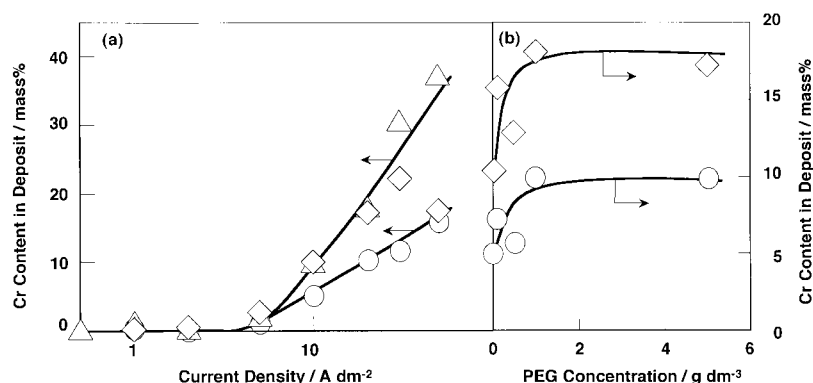 (a)
(b)
Cr Content in Deposit / mass%
40
30
20
10
0
1
10
Current Density / A dm-2
20
15
10
5
0
Cr Content in Deposit / mass%
0
2
4
6
PEG Concentration / g dm-3